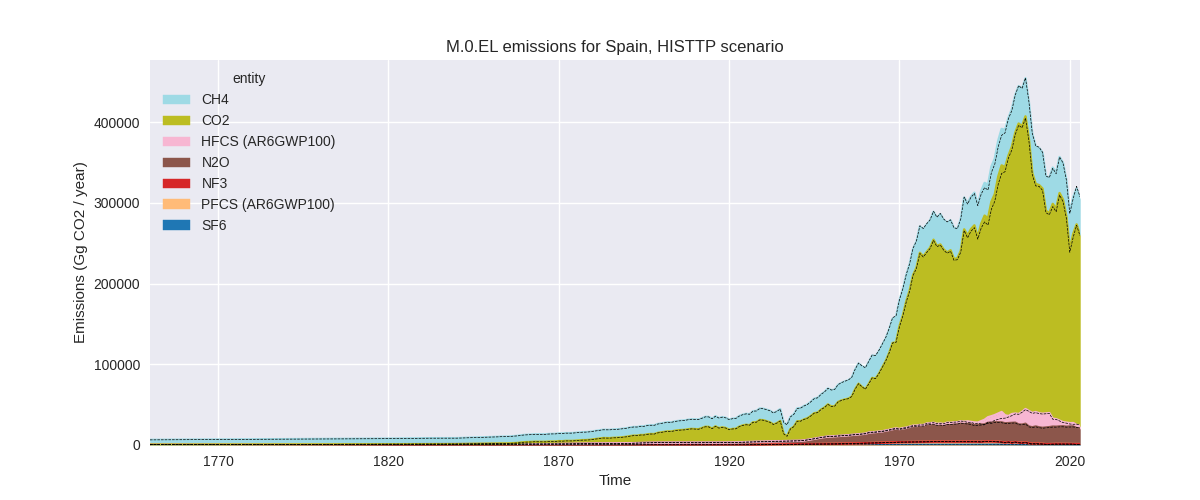 M.0.EL emissions for Spain, HISTTP scenario
entity
CH4
CO2
HFCS (AR6GWP100)
N2O
NF3
PFCS (AR6GWP100)
SF6
Emissions (Gg CO2 / year)
400000
300000
200000
100000
0
1770 1820 1870 1920 1970 2020
Time